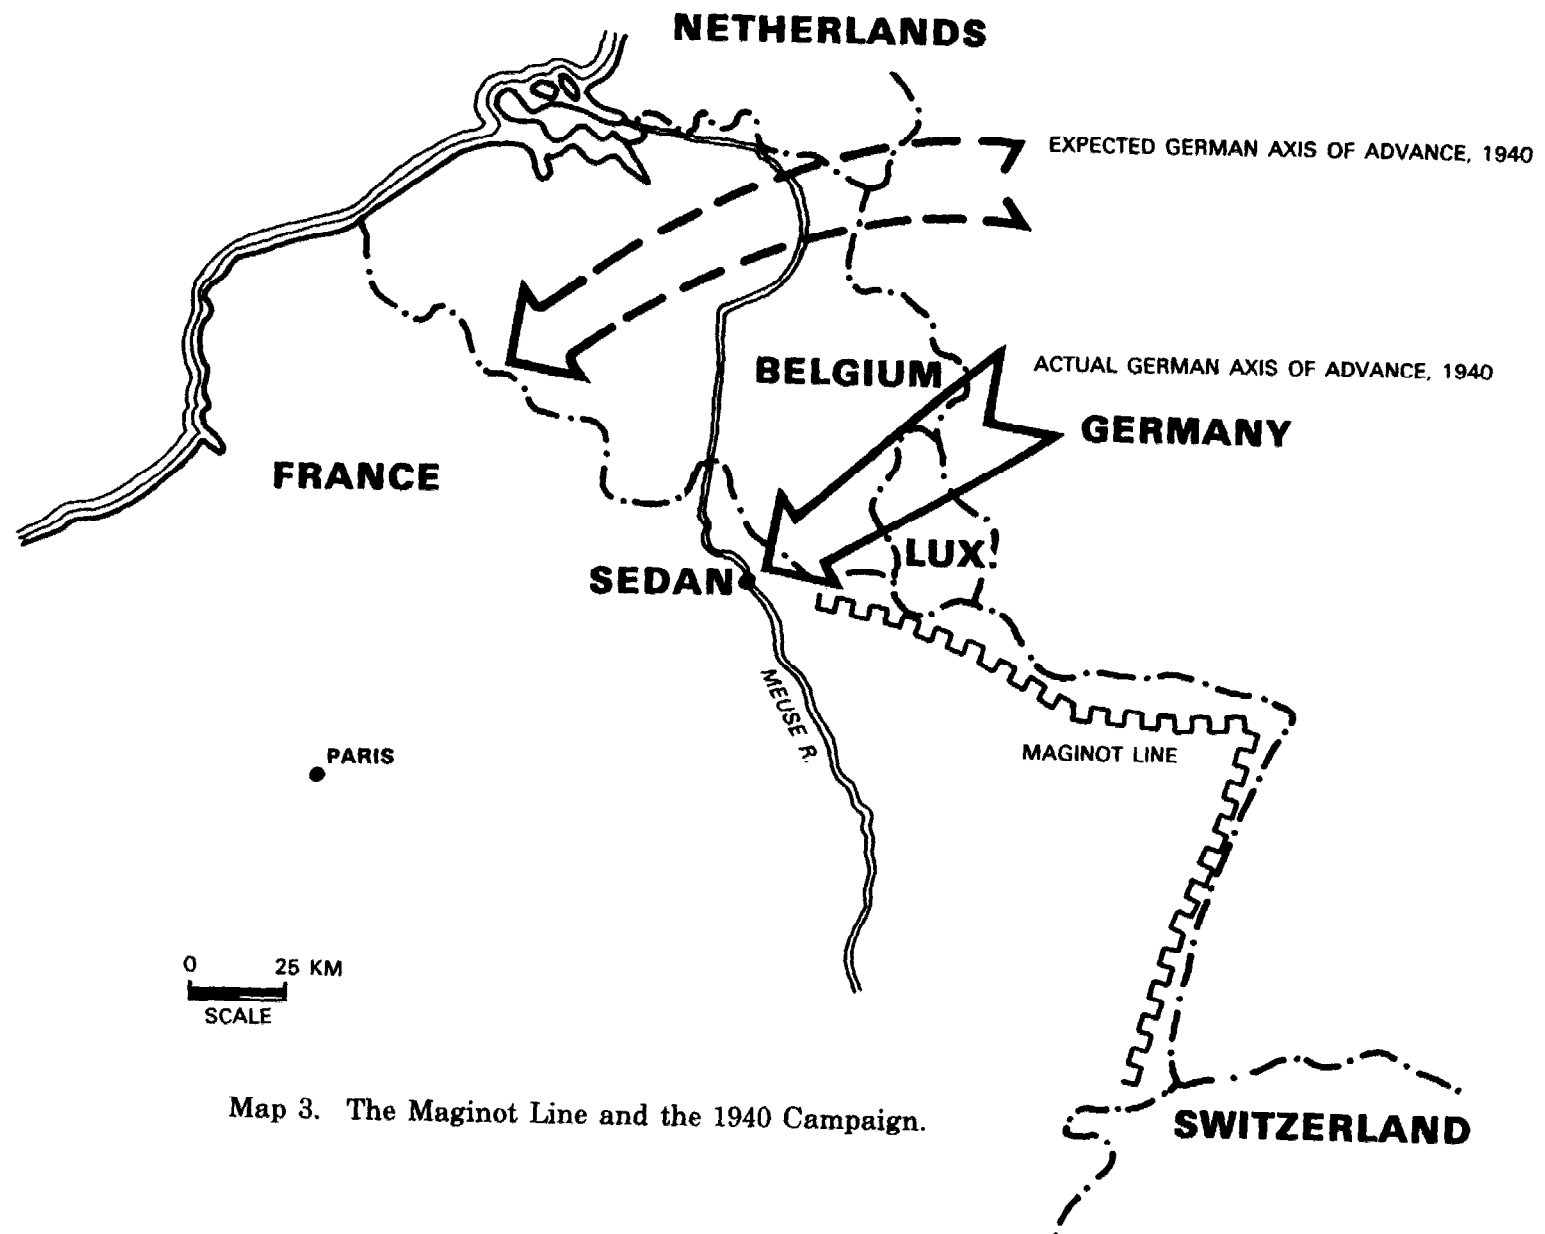 NETHERLANDS
EXPECTED GERMAN AXIS OF ADVANCE, 1940
BELGIUM
ACTUAL GERMAN AXIS OF ADVANCE, 1940
GERMANY
FRANCE
LUX.
SEDAN
MEUSE R.
MAGINOT LINE
PARIS
0 25 KM
SCALE
Map 3. The Maginot Line and the 1940 Campaign.
SWITZERLAND